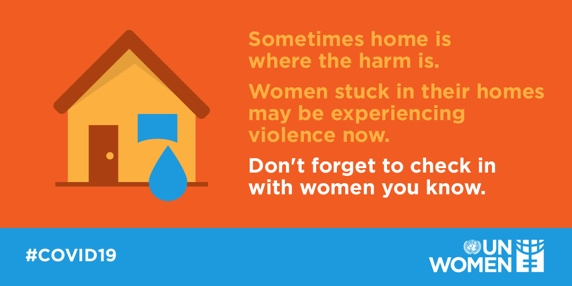 Sometimes home is
where the harm is.
Women stuck in their homes
may be experiencing
violence now.
Don't forget to check in
with women you know.
#COVID19
UN
WOMEN